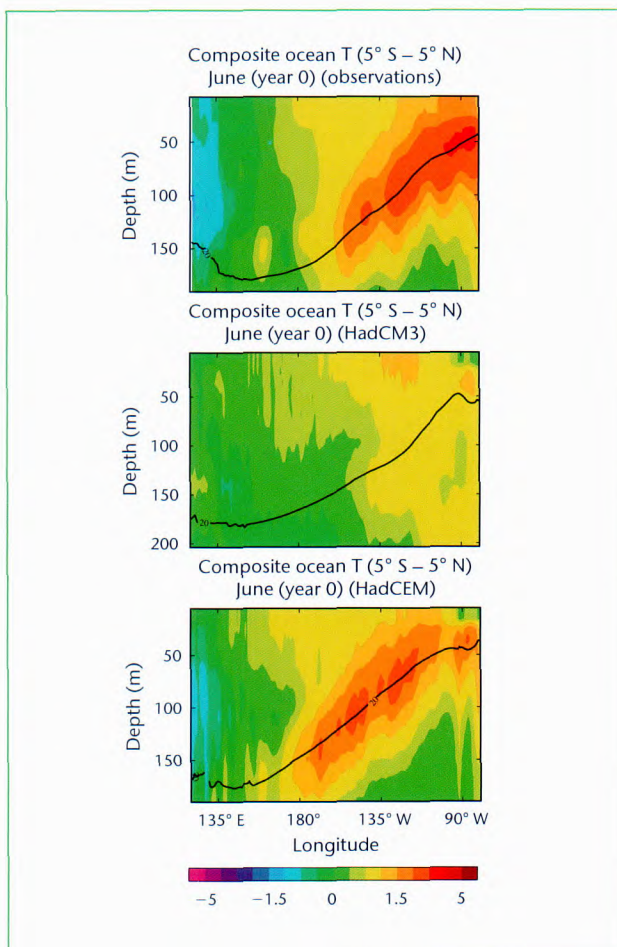 Composite ocean T (5° S – 5° N)
June (year 0) (observations)
Depth (m)
50
100
150
20
Composite ocean T (5° S – 5° N)
June (year 0) (HadCM3)
Depth (m)
50
100
150
200
20
Composite ocean T (5° S – 5° N)
June (year 0) (HadCEM)
Depth (m)
50
100
150
20
135° E 180° 135° W 90° W
Longitude
−5 −1.5 0 1.5 5